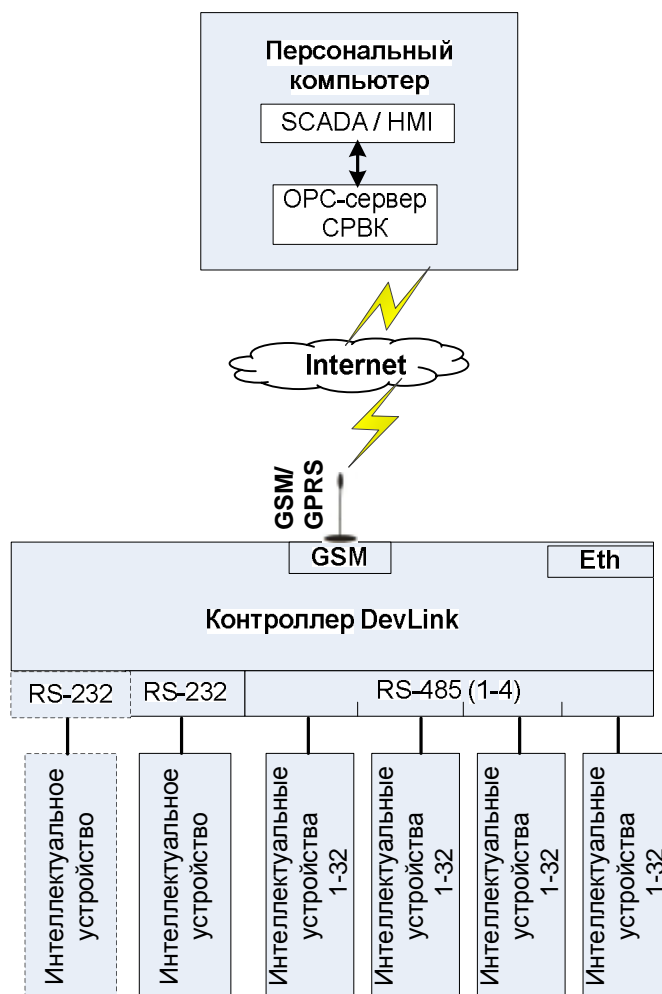 Персональный
компьютер
SCADA / HMI
OPC-сервер
СРВК
Internet
GSM/
GPRS
GSM
Eth
Контроллер DevLink
RS-232
RS-232
RS-485 (1-4)
Интеллектуальное
устройство
Интеллектуальное
устройство
Интеллектуальные
устройства
1-32
Интеллектуальные
устройства
1-32
Интеллектуальные
устройства
1-32
Интеллектуальные
устройства
1-32